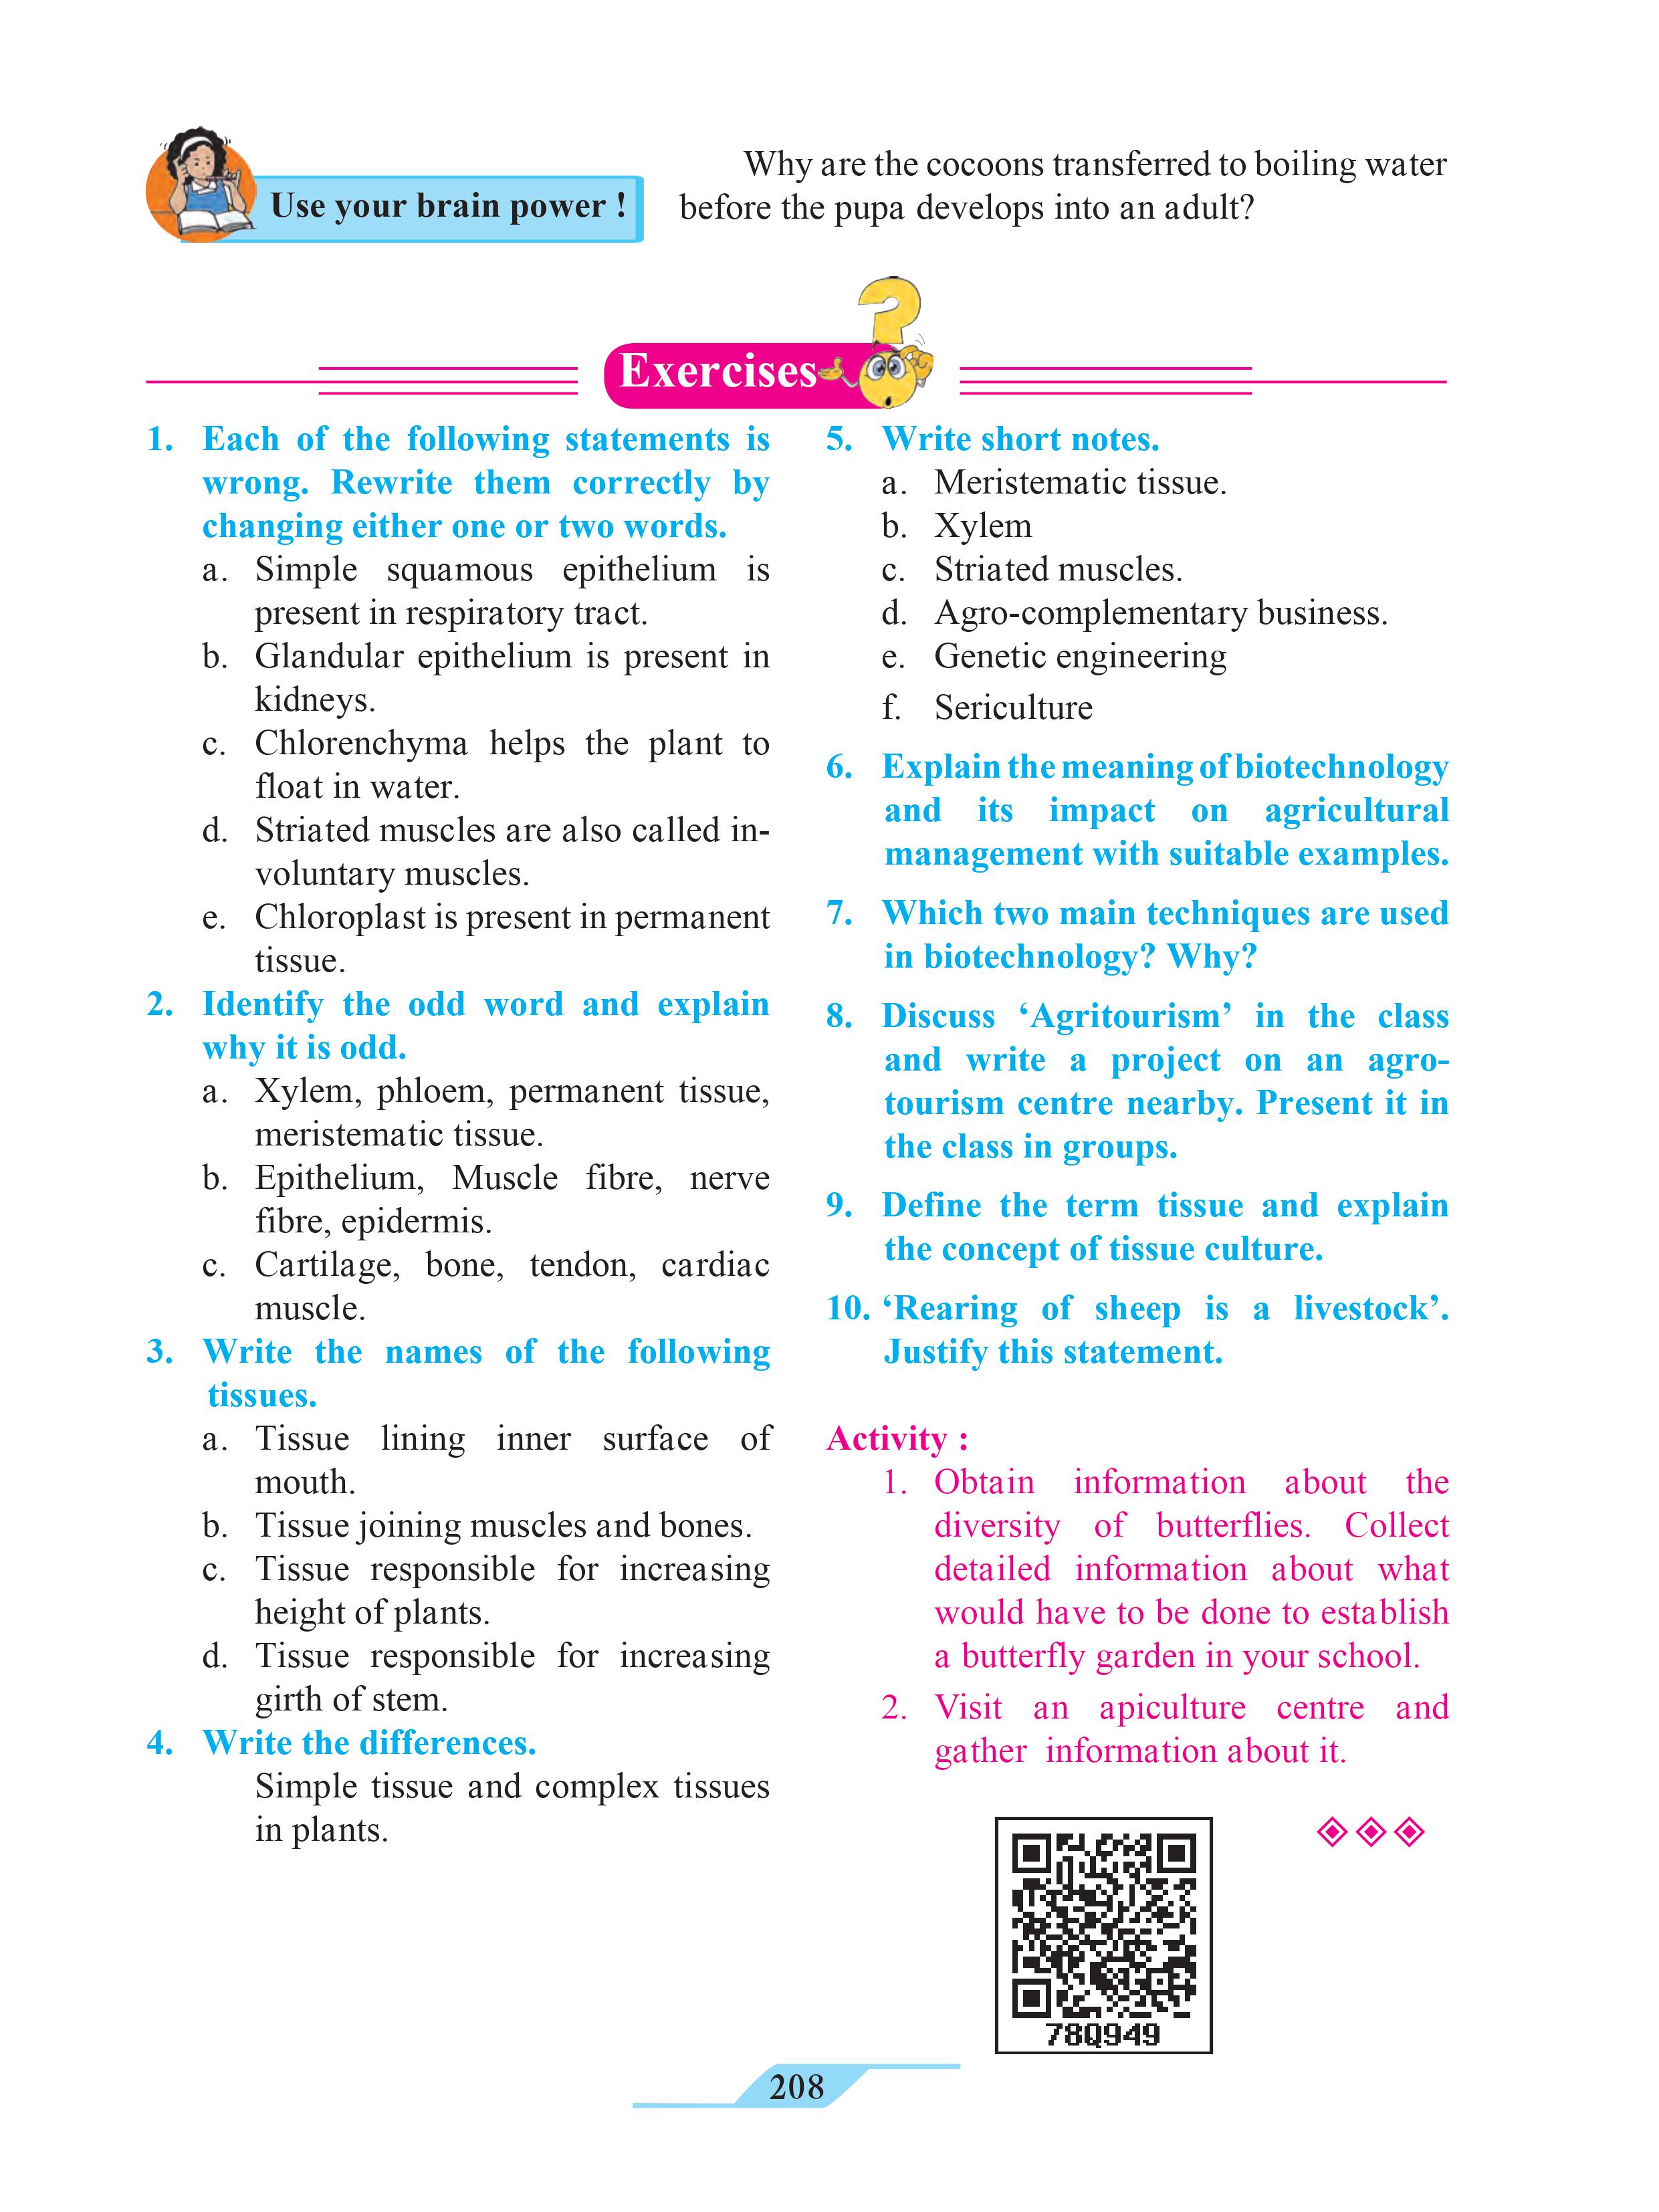 Use your brain power !
Why are the cocoons transferred to boiling water
before the pupa develops into an adult?
Exercises
1. Each of the following statements is
wrong. Rewrite them correctly by
changing either one or two words.
a. Simple squamous epithelium is
present in respiratory tract.
b. Glandular epithelium is present in
kidneys.
c. Chlorenchyma helps the plant to
float in water.
d. Striated muscles are also called in-
voluntary muscles.
e. Chloroplast is present in permanent
tissue.
2. Identify the odd word and explain
why it is odd.
a. Xylem, phloem, permanent tissue,
meristematic tissue.
b. Epithelium, Muscle fibre, nerve
fibre, epidermis.
c. Cartilage, bone, tendon, cardiac
muscle.
3. Write the names of the following
tissues.
a. Tissue lining inner surface of
mouth.
b. Tissue joining muscles and bones.
c. Tissue responsible for increasing
height of plants.
d. Tissue responsible for increasing
girth of stem.
4. Write the differences.
Simple tissue and complex tissues
in plants.
5. Write short notes.
a. Meristematic tissue.
b. Xylem
c. Striated muscles.
d. Agro-complementary business.
e. Genetic engineering
f. Sericulture
6. Explain the meaning of biotechnology
and its impact on agricultural
management with suitable examples.
7. Which two main techniques are used
in biotechnology? Why?
8. Discuss ‘Agritourism’ in the class
and write a project on an agro-
tourism centre nearby. Present it in
the class in groups.
9. Define the term tissue and explain
the concept of tissue culture.
10. ‘Rearing of sheep is a livestock’.
Justify this statement.
Activity :
1. Obtain information about the
diversity of butterflies. Collect
detailed information about what
would have to be done to establish
a butterfly garden in your school.
2. Visit an apiculture centre and
gather information about it.
78Q949
208